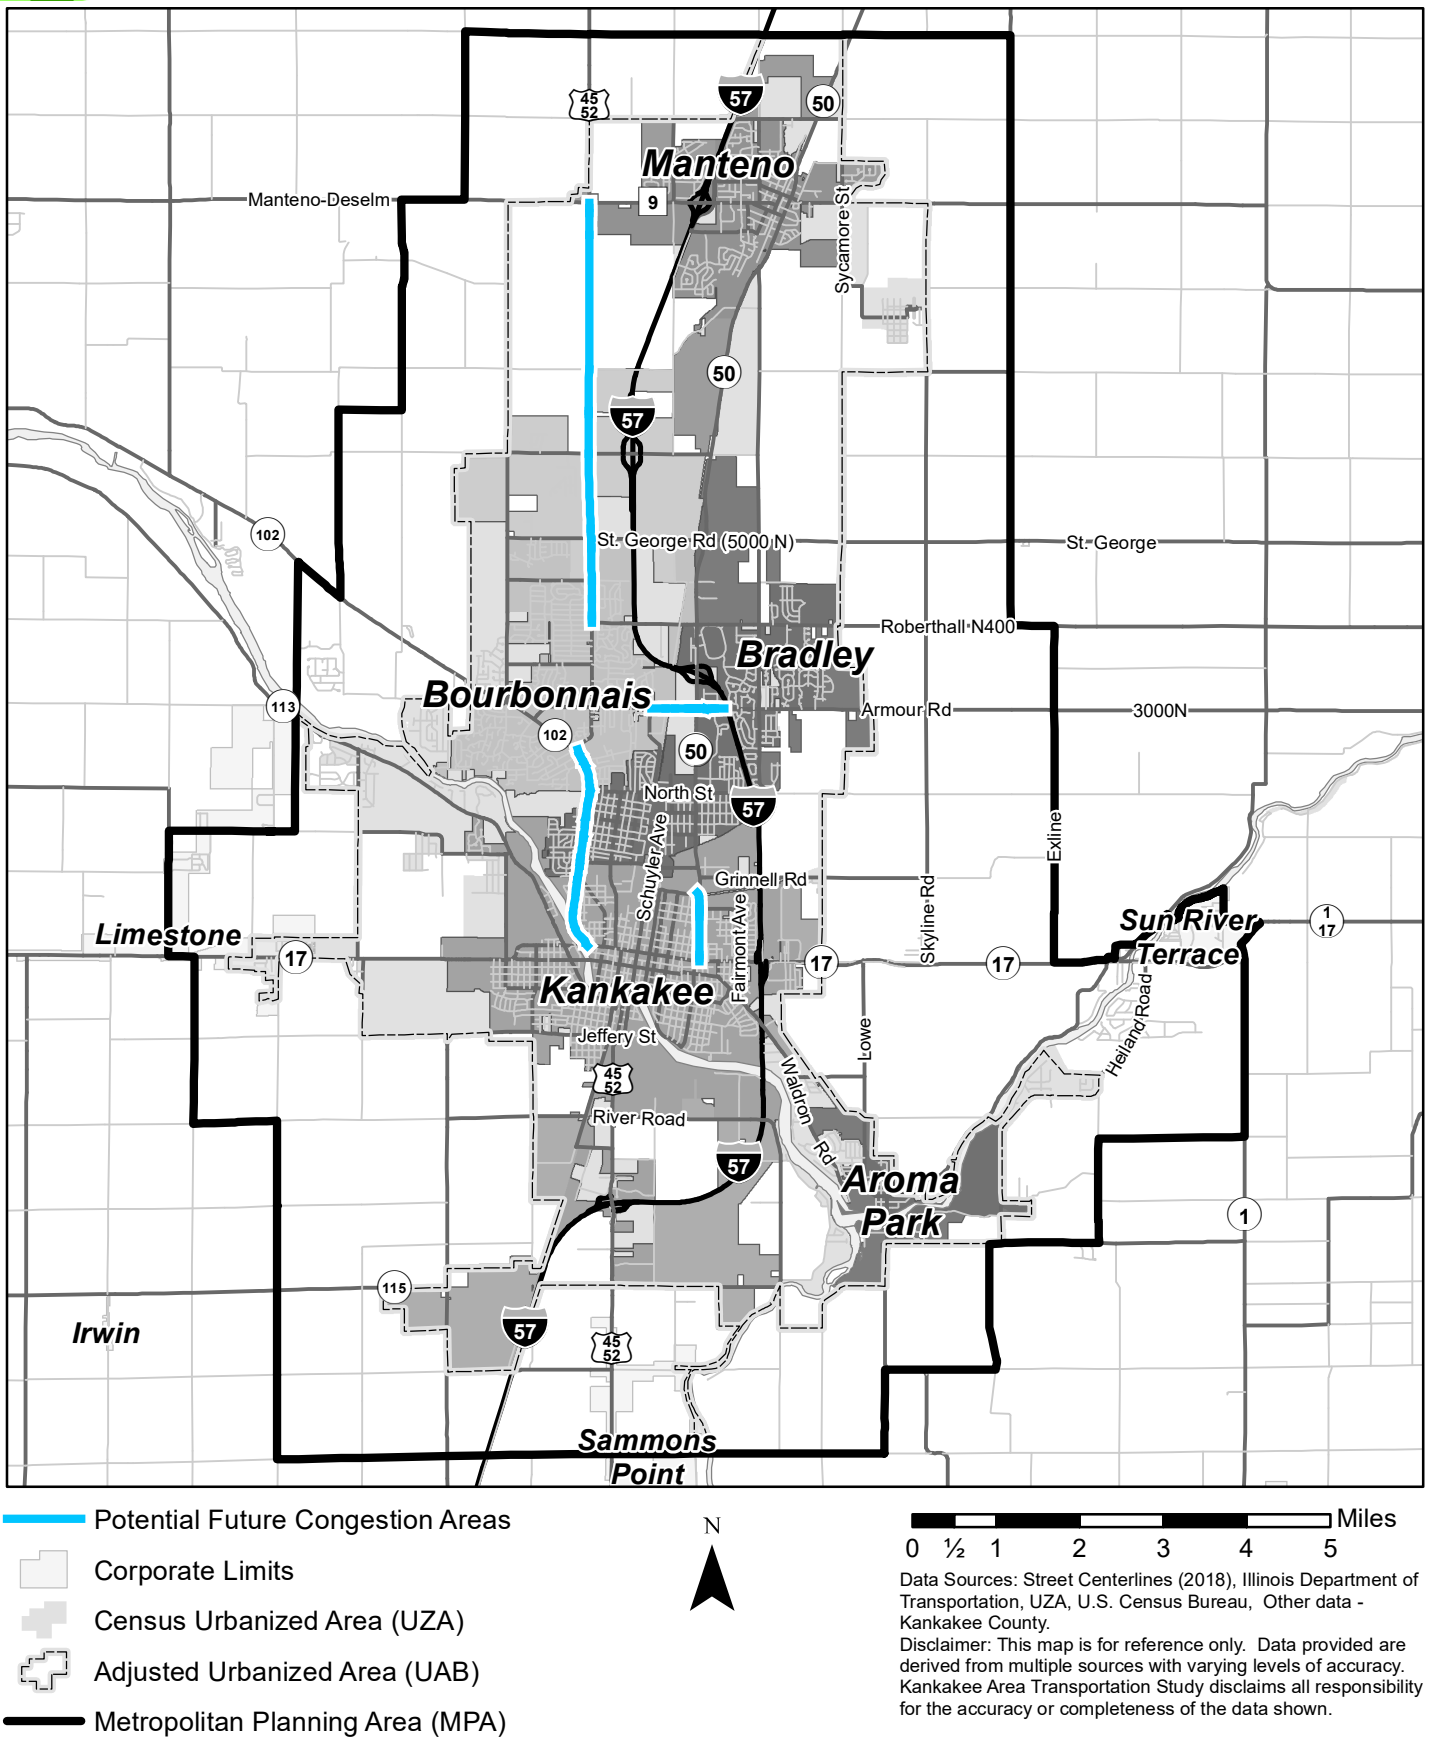 45
52
57
50
Manteno
Manteno-Deselm
9
Sycamore St
50
57
102
St. George Rd (5000 N)
St. George
Roberthall N400
Bradley
Bourbonnais
113
Armour Rd
3000N
102
50
North St
57
Schuyler Ave
Exline
Grinnell Rd
Skyline Rd
Fairmont Ave
Limestone
Sun River
Terrace
1
17
17
17
17
Kankakee
Heiland Road
Jeffery St
Lowe
45
52
Waldron Rd
River Road
57
Aroma
Park
1
115
Irwin
57
45
52
Sammons
Point
Potential Future Congestion Areas
Corporate Limits
Census Urbanized Area (UZA)
Adjusted Urbanized Area (UAB)
Metropolitan Planning Area (MPA)
N
Miles
0 ½ 1 2 3 4 5
Data Sources: Street Centerlines (2018), Illinois Department of
Transportation, UZA, U.S. Census Bureau, Other data -
Kankakee County.
Disclaimer: This map is for reference only. Data provided are
derived from multiple sources with varying levels of accuracy.
Kankakee Area Transportation Study disclaims all responsibility
for the accuracy or completeness of the data shown.